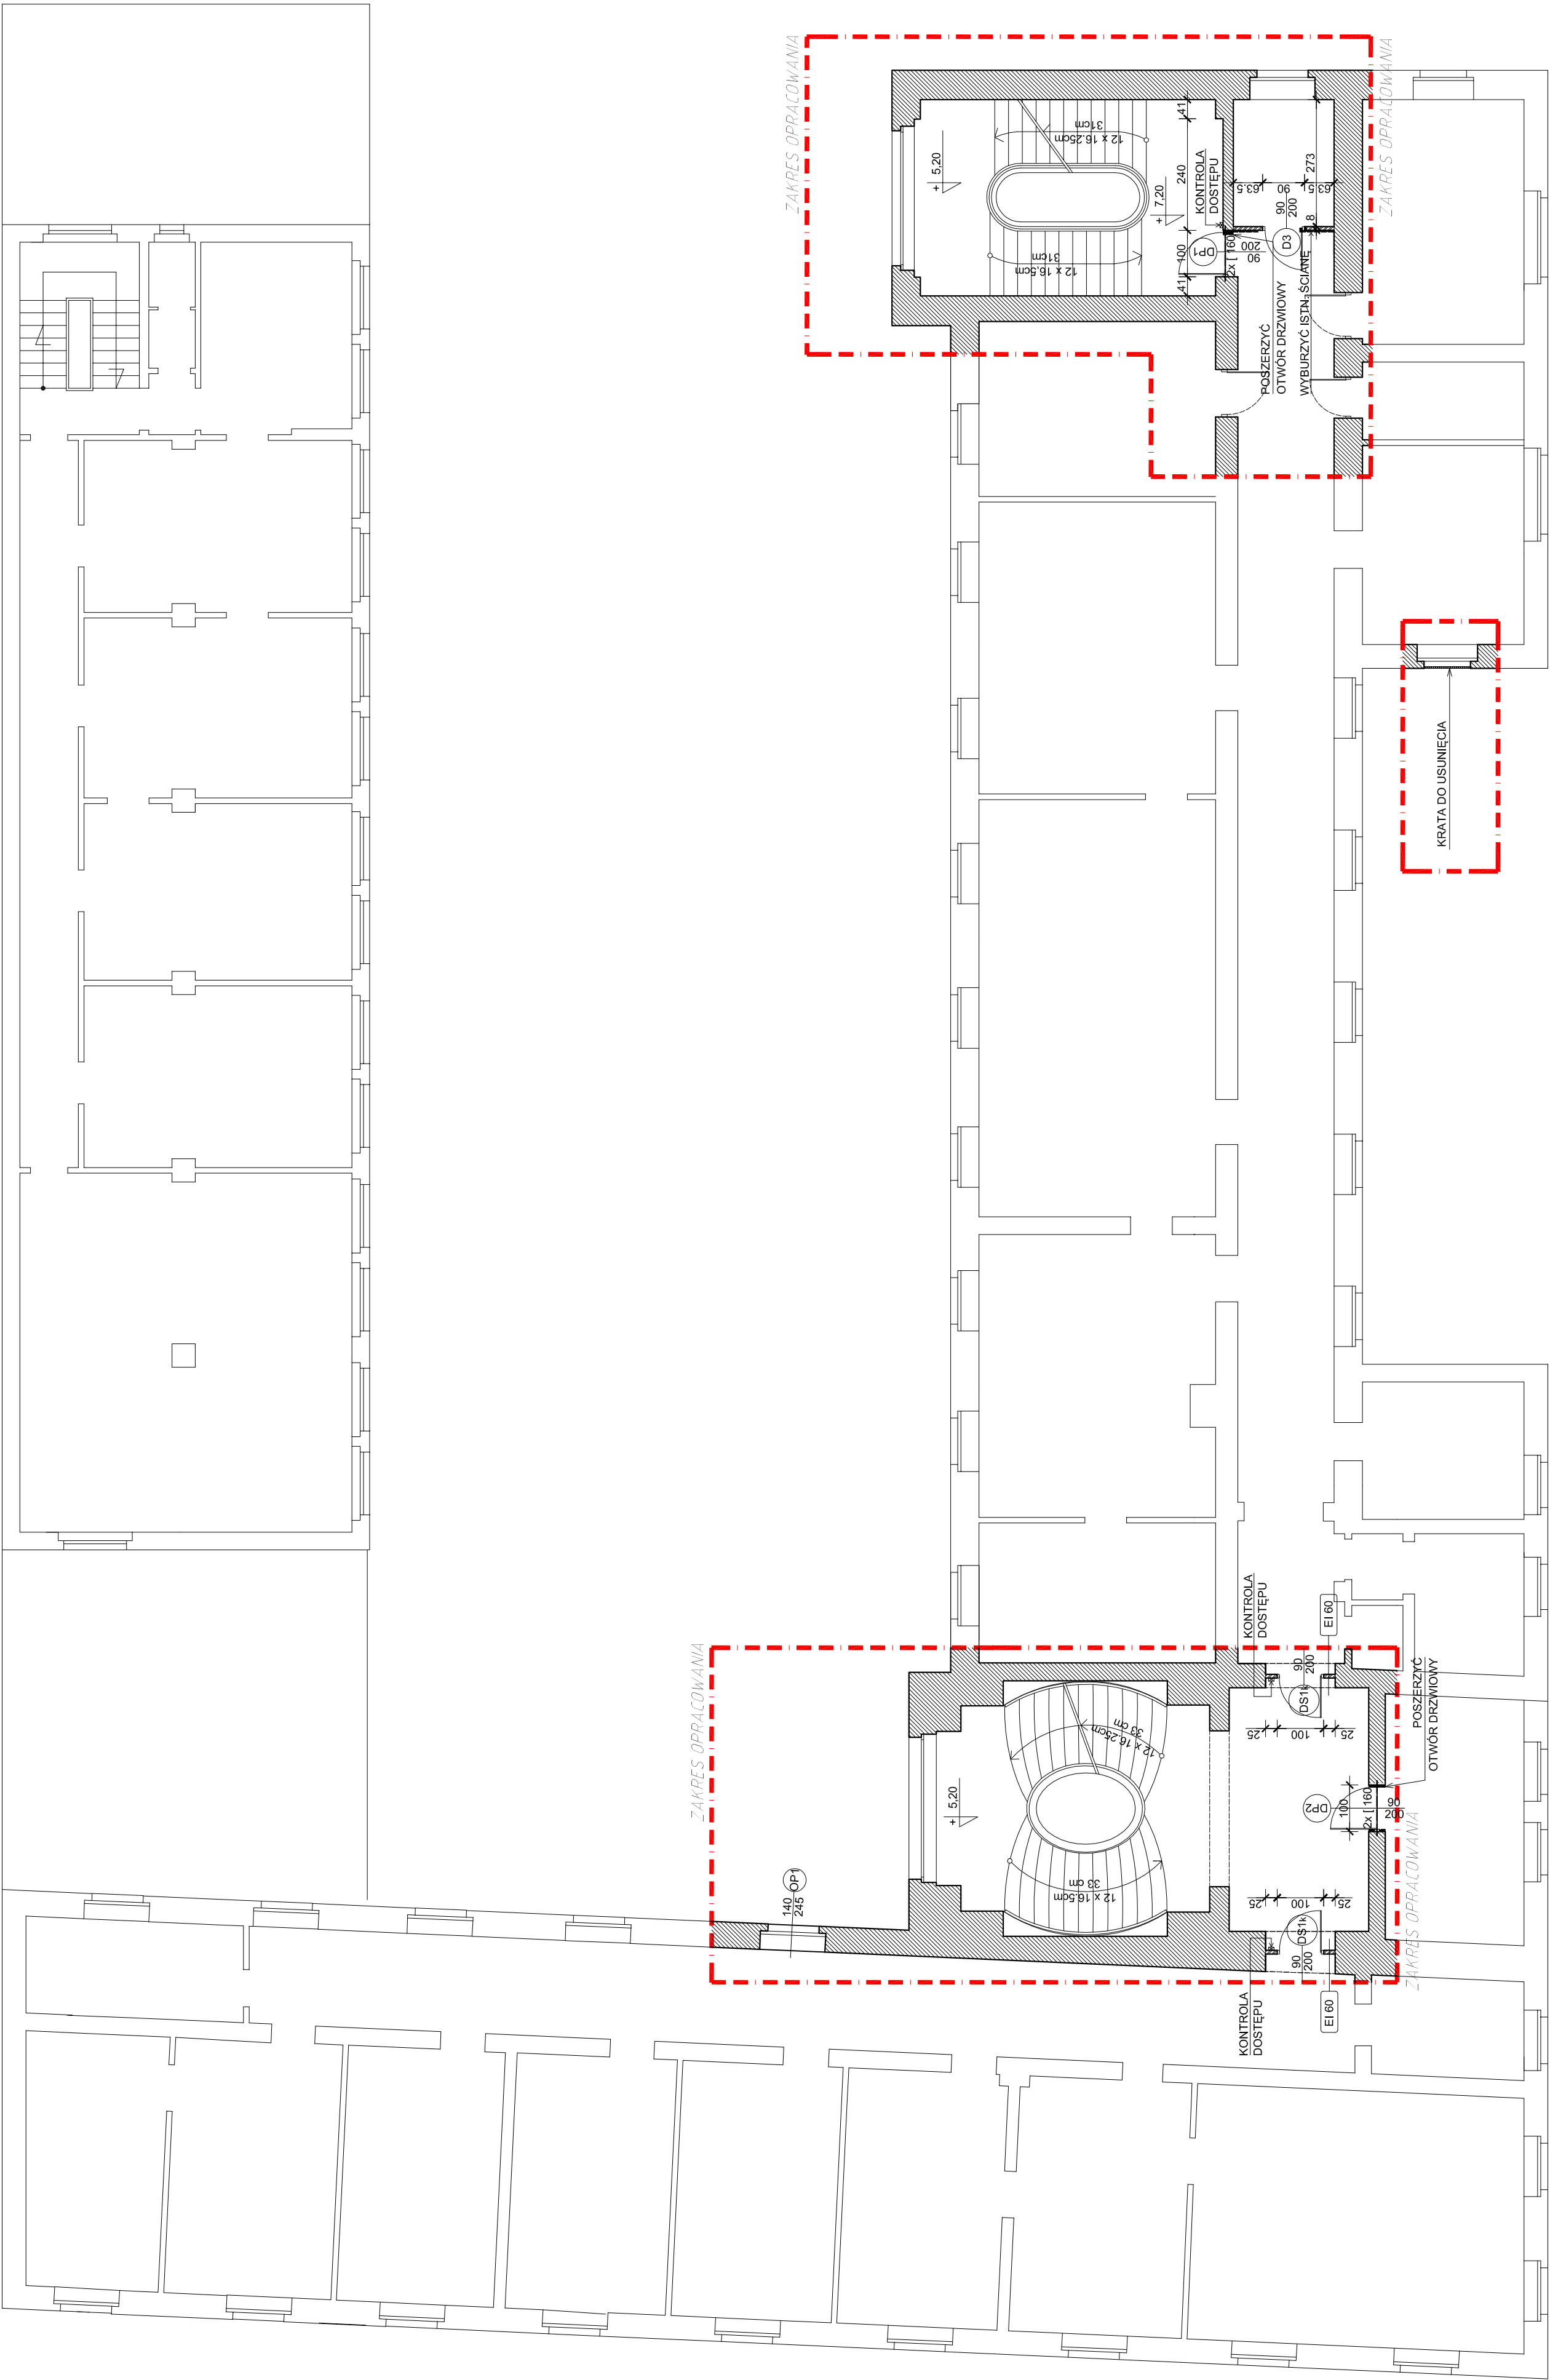 ZAKRES OPRACOWANIA
ZAKRES OPRACOWANIA
+ 5,20
12 x 16.25cm
31cm
12 x 16,5cm
31cm
+ 7,20
41
240
100
41
KONTROLA
DOSTĘPU
DP1
90
200
2x [ 160
63.5
90
63.5
273
8
90
200
D3
POSZERZYĆ
OTWÓR DRZWIOWY
WYBURZYĆ ISTN. ŚCIANĘ
KRATA DO USUNIĘCIA
ZAKRES OPRACOWANIA
KONTROLA
DOSTĘPU
EI 60
90
200
DS1k
25
100
25
12 x 16.25cm
33 cm
+ 5,20
12 x 16.5cm
33 cm
POSZERZYĆ
OTWÓR DRZWIOWY
DP2
100
2x [ 160
90
200
ZAKRES OPRACOWANIA
140
245
OP1
25
100
25
DS1k
90
200
KONTROLA
DOSTĘPU
EI 60